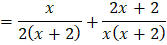 = x/(2(x + 2)) + (2x + 2)/(x(x + 2))